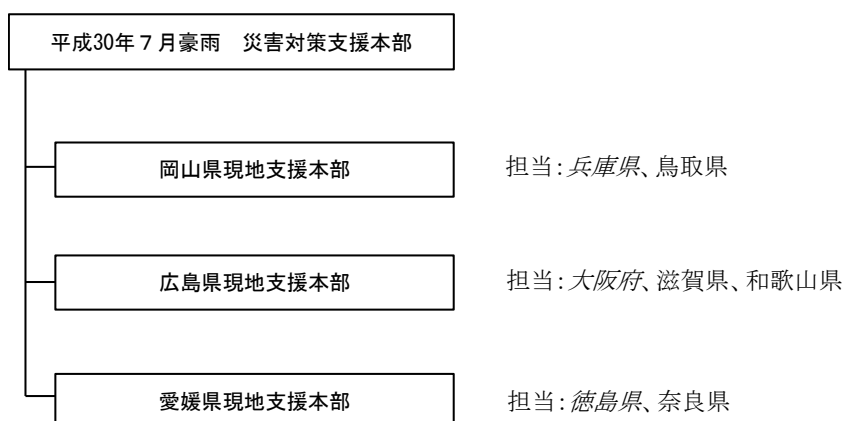 平成30年７月豪雨　災害対策支援本部
岡山県現地支援本部　担当：兵庫県、鳥取県
広島県現地支援本部　担当：大阪府、滋賀県、和歌山県
愛媛県現地支援本部　担当：徳島県、奈良県